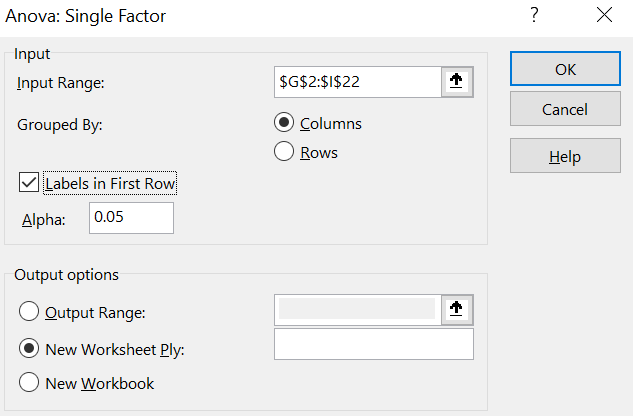 Anova: Single Factor ? ×
Input
Input Range: $G$2:$I$22
Grouped By: Columns
Rows
Labels in First Row
Alpha: 0.05
OK
Cancel
Help
Output options
Output Range:
New Worksheet Ply:
New Workbook